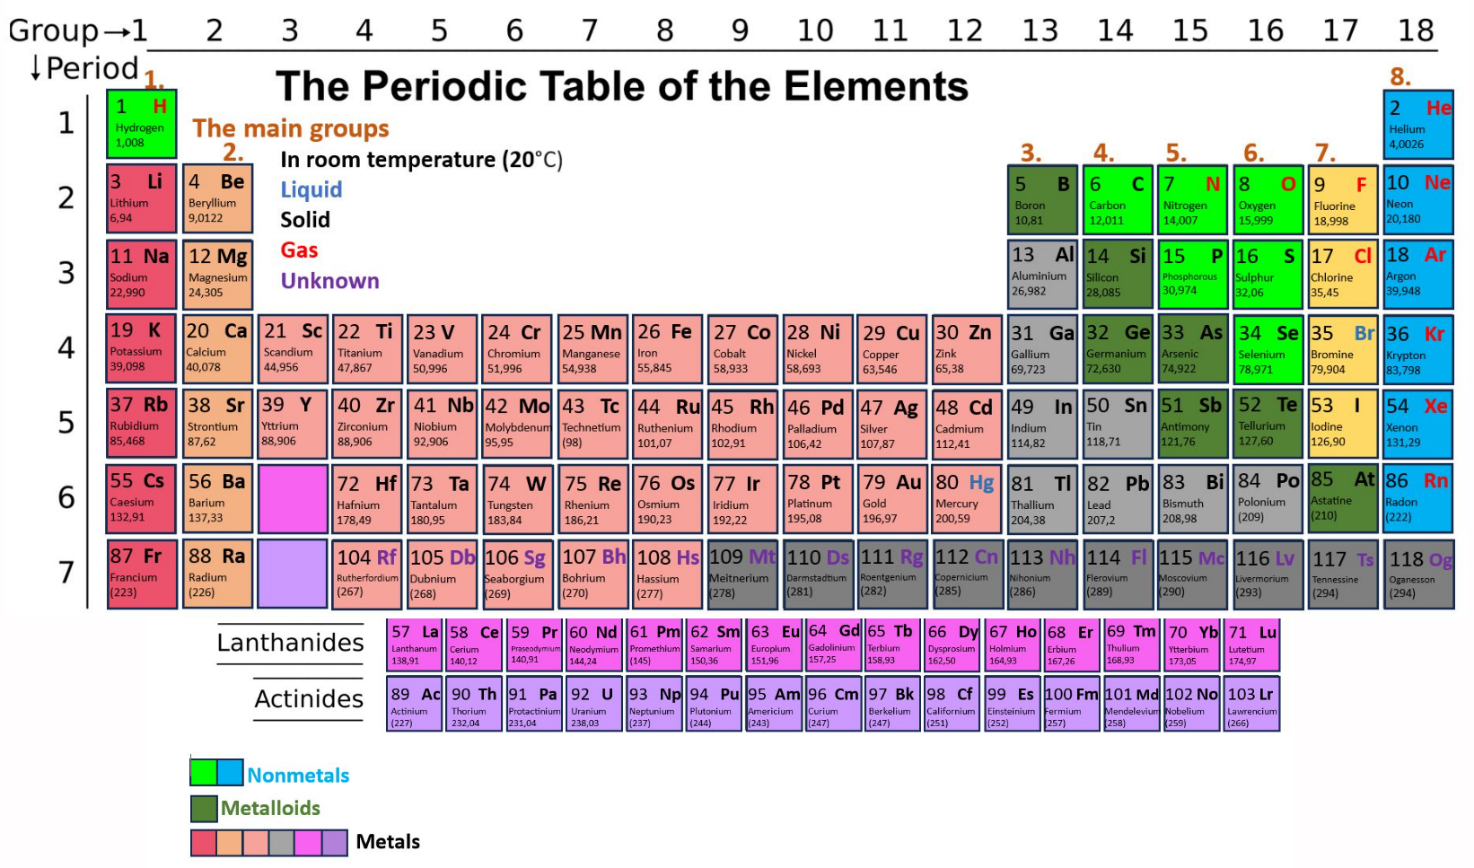 Group→1 2 3 4 5 6 7 8 9 10 11 12 13 14 15 16 17 18
↓Period
The Periodic Table of the Elements
1. 8.
1
1 H
Hydrogen
1,008
2 He
Helium
4,0026
The main groups
2. 3. 4. 5. 6. 7.
In room temperature (20°C)
Liquid
Solid
Gas
Unknown
2
3 Li 4 Be 5 B 6 C 7 N 8 O 9 F 10 Ne
Lithium Beryllium Boron Carbon Nitrogen Oxygen Fluorine Neon
6,94 9,0122 10,81 12,011 14,007 15,999 18,998 20,180
3
11 Na 12 Mg 13 Al 14 Si 15 P 16 S 17 Cl 18 Ar
Sodium Magnesium Aluminium Silicon Phosphorous Sulphur Chlorine Argon
22,990 24,305 26,982 28,085 30,974 32,06 35,45 39,948
4
19 K 20 Ca 21 Sc 22 Ti 23 V 24 Cr 25 Mn 26 Fe 27 Co 28 Ni 29 Cu 30 Zn 31 Ga 32 Ge 33 As 34 Se 35 Br 36 Kr
Potassium Calcium Scandium Titanium Vanadium Chromium Manganese Iron Cobalt Nickel Copper Zink Gallium Germanium Arsenic Selenium Bromine Krypton
39,098 40,078 44,956 47,867 50,996 51,996 54,938 55,845 58,933 58,693 63,546 65,38 69,723 72,630 74,922 78,971 79,904 83,798
5
37 Rb 38 Sr 39 Y 40 Zr 41 Nb 42 Mo 43 Tc 44 Ru 45 Rh 46 Pd 47 Ag 48 Cd 49 In 50 Sn 51 Sb 52 Te 53 I 54 Xe
Rubidium Strontium Yttrium Zirconium Niobium Molybdenum Technetium Ruthenium Rhodium Palladium Silver Cadmium Indium Tin Antimony Tellurium Iodine Xenon
85,468 87,62 88,906 88,906 92,906 95,95 (98) 101,07 102,91 106,42 107,87 112,41 114,82 118,71 121,76 127,60 126,90 131,29
6
55 Cs 56 Ba 72 Hf 73 Ta 74 W 75 Re 76 Os 77 Ir 78 Pt 79 Au 80 Hg 81 Tl 82 Pb 83 Bi 84 Po 85 At 86 Rn
Caesium Barium Hafnium Tantalum Tungsten Rhenium Osmium Iridium Platinum Gold Mercury Thallium Lead Bismuth Polonium Astatine Radon
132,91 137,33 178,49 180,95 183,84 186,21 190,23 192,22 195,08 196,97 200,59 204,38 207,2 208,98 (209) (210) (222)
7
87 Fr 88 Ra 104 Rf 105 Db 106 Sg 107 Bh 108 Hs 109 Mt 110 Ds 111 Rg 112 Cn 113 Nh 114 Fl 115 Mc 116 Lv 117 Ts 118 Og
Francium Radium Rutherfordium Dubnium Seaborgium Bohrium Hassium Meitnerium Darmstadtium Roentgenium Copernicium Nihonium Flerovium Moscovium Livermorium Tennessine Oganesson
(223) (226) (267) (268) (269) (270) (277) (278) (281) (282) (285) (286) (289) (290) (293) (294) (294)
Lanthanides
57 La 58 Ce 59 Pr 60 Nd 61 Pm 62 Sm 63 Eu 64 Gd 65 Tb 66 Dy 67 Ho 68 Er 69 Tm 70 Yb 71 Lu
Lanthanum Cerium Praseodymium Neodymium Promethium Samarium Europium Gadolinium Terbium Dysprosium Holmium Erbium Thulium Ytterbium Lutetium
138,91 140,12 140,91 144,24 (145) 150,36 151,96 157,25 158,93 162,50 164,93 167,26 168,93 173,05 174,97
Actinides
89 Ac 90 Th 91 Pa 92 U 93 Np 94 Pu 95 Am 96 Cm 97 Bk 98 Cf 99 Es 100 Fm 101 Md 102 No 103 Lr
Actinium Thorium Protactinium Uranium Neptunium Plutonium Americium Curium Berkelium Californium Einsteinium Fermium Mendelevium Nobelium Lawrencium
(227) 232,04 231,04 238,03 (237) (244) (243) (247) (247) (251) (252) (257) (258) (259) (266)
Nonmetals
Metalloids
Metals